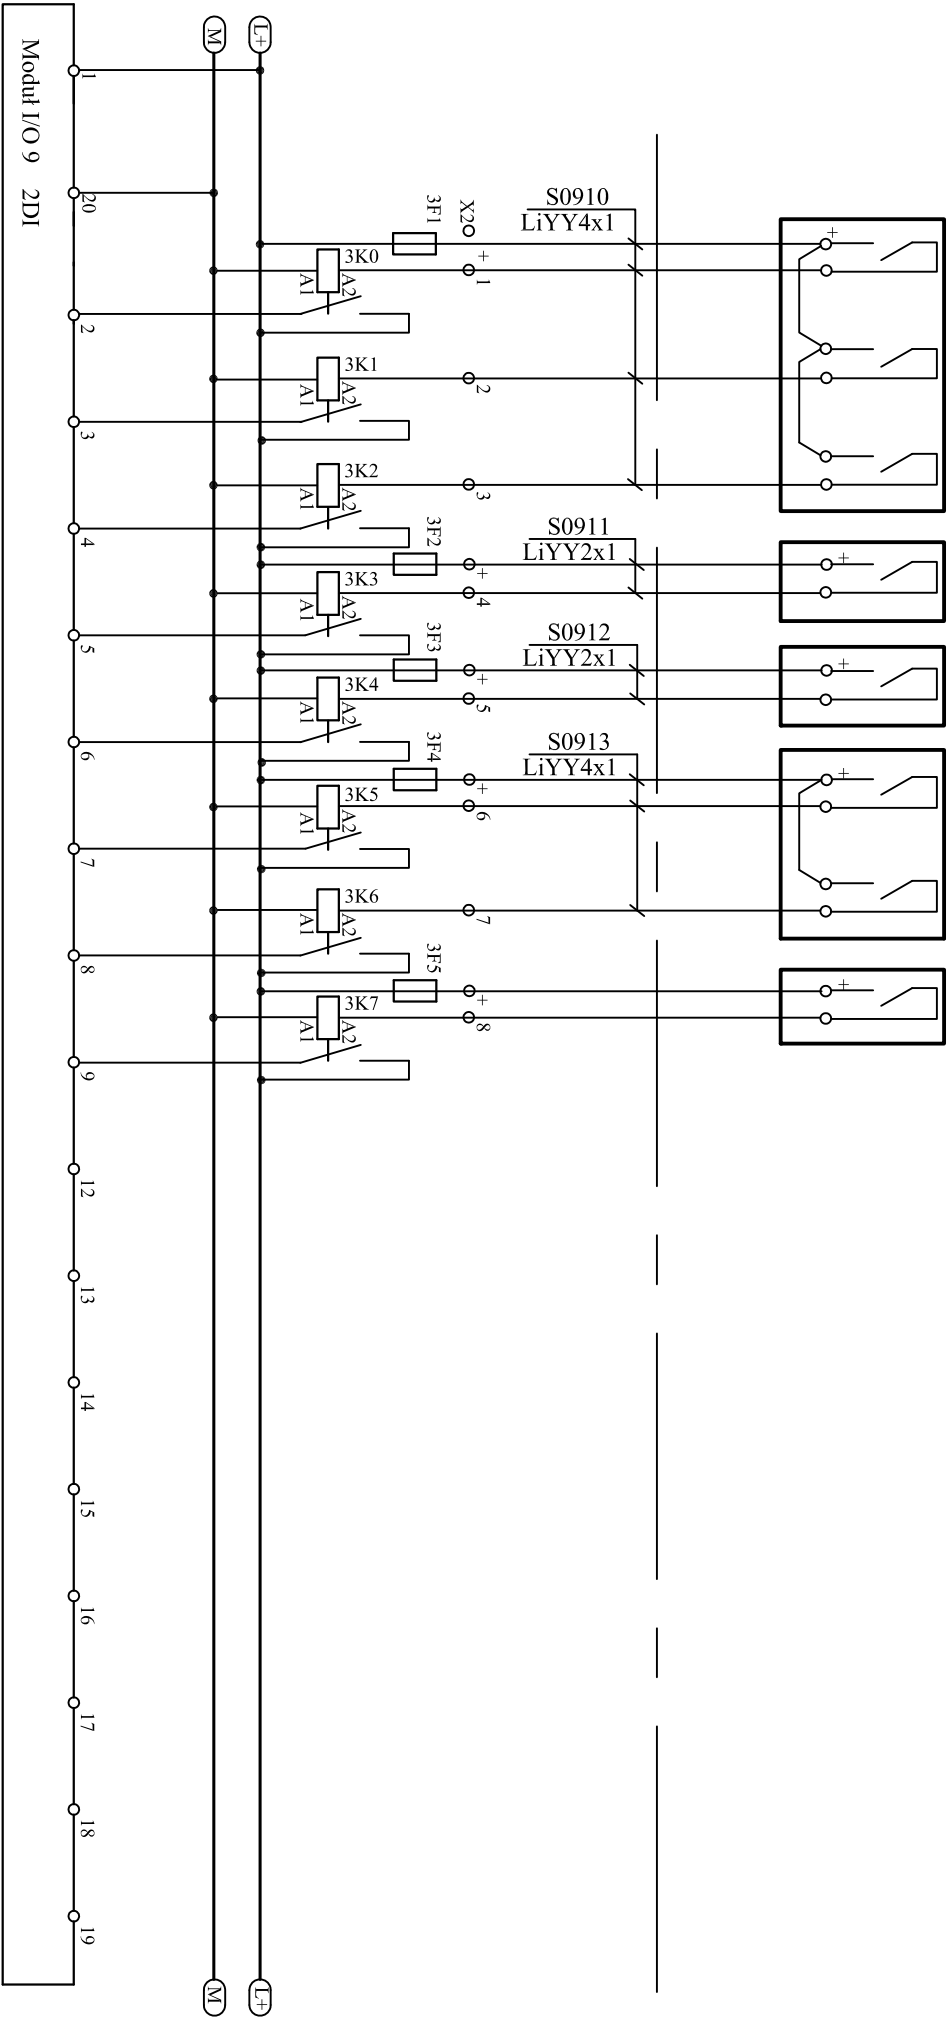 Moduł I/O 9 2DI
M
L+
1
20
2
3
4
5
6
7
8
9
12
13
14
15
16
17
18
19
M
L+
X2
3F1
+
1
3K0
A1
A2
S0910
LiYY4x1
+
3K1
A1
A2
2
3K2
A1
A2
3
3F2
+
4
3K3
A1
A2
S0911
LiYY2x1
+
3F3
+
5
3K4
A1
A2
S0912
LiYY2x1
+
3F4
+
6
3K5
A1
A2
S0913
LiYY4x1
+
3K6
A1
A2
7
3F5
+
8
3K7
A1
A2
+